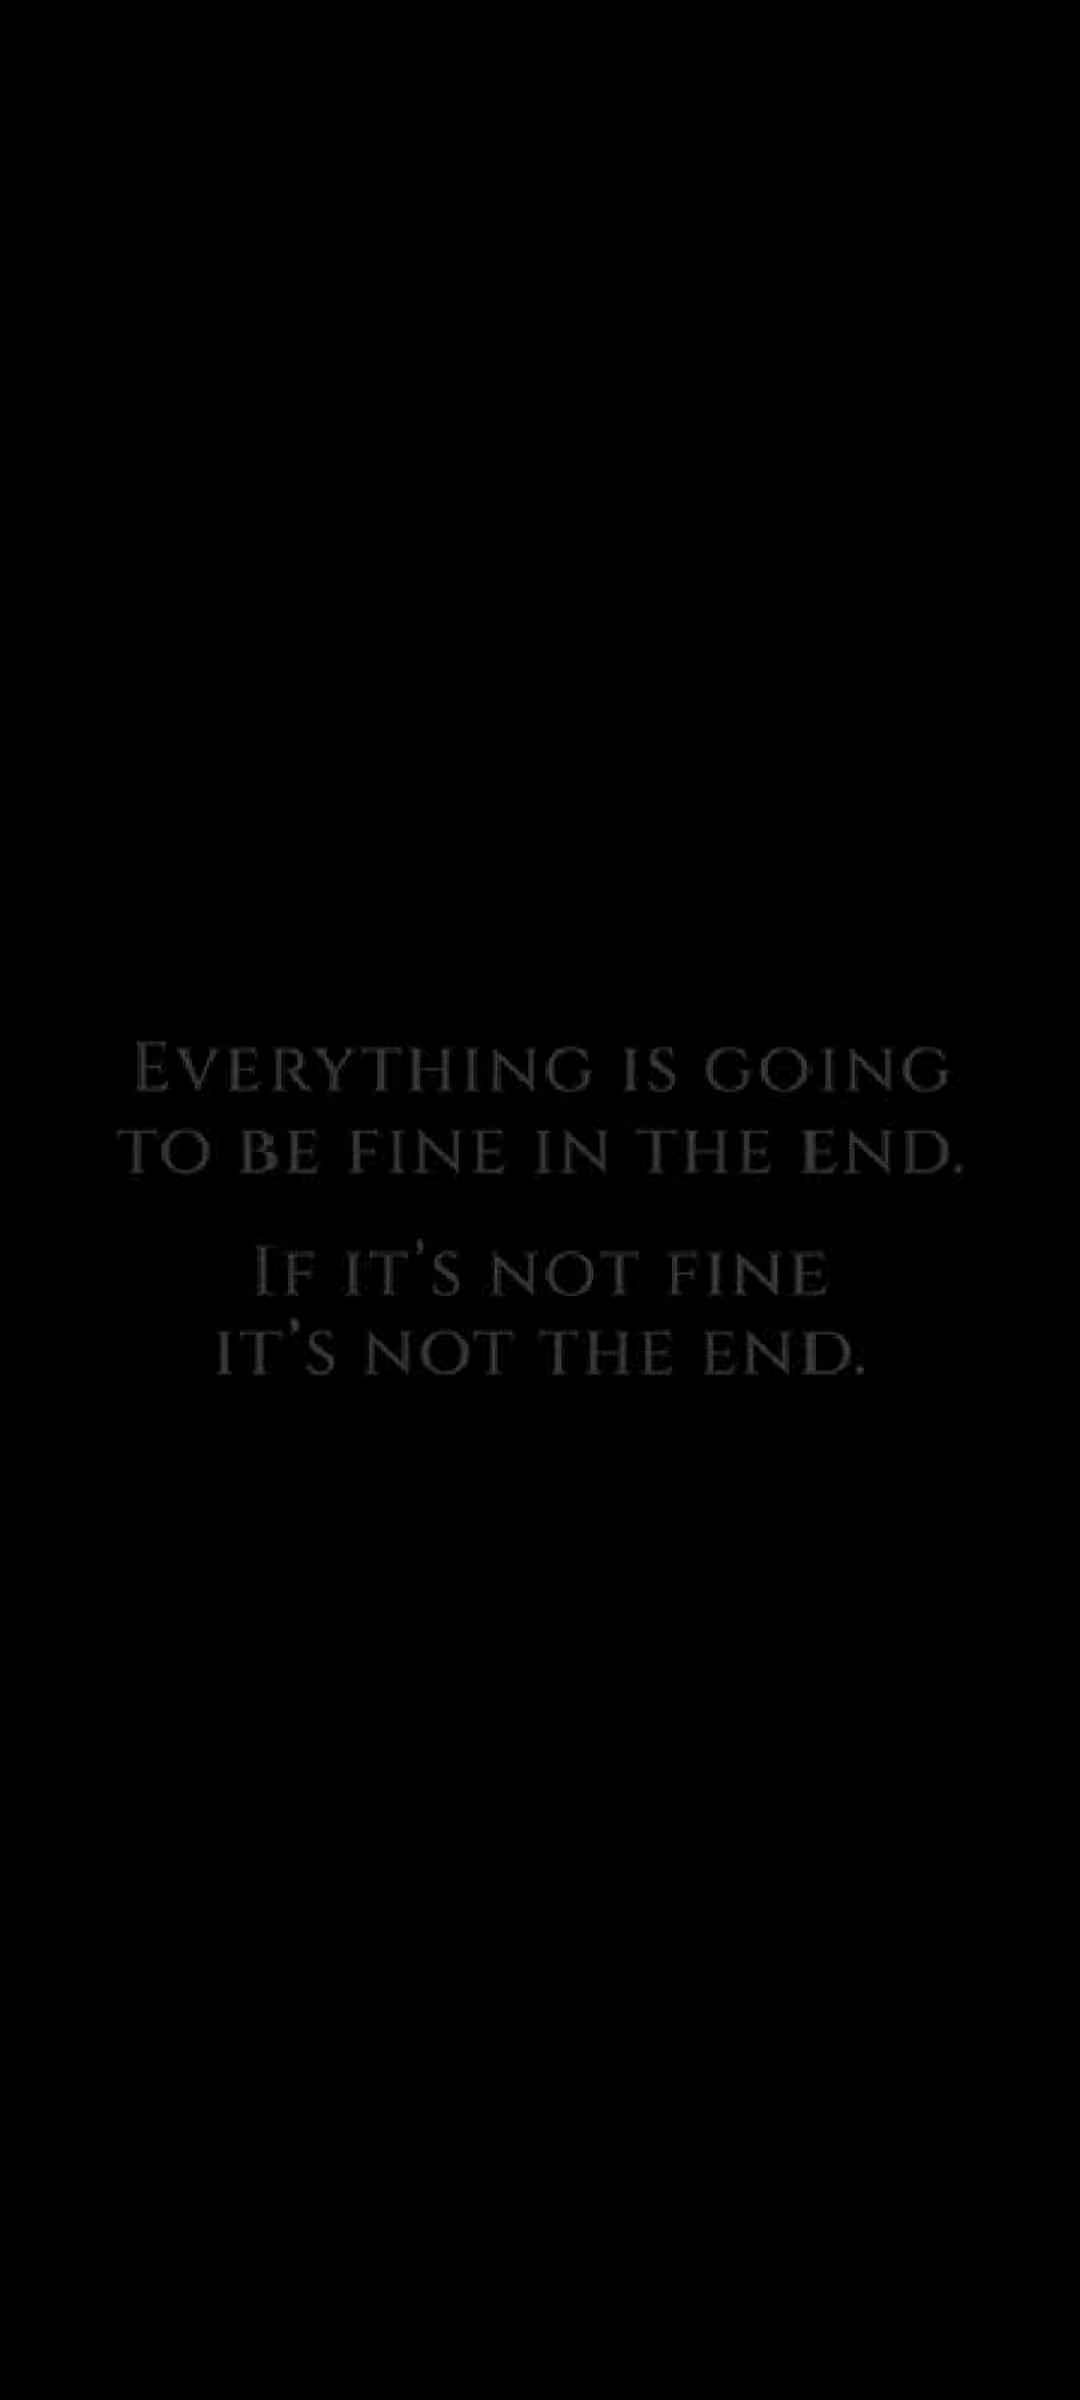 Everything is going
to be fine in the end.
If it's not fine
it's not the end.